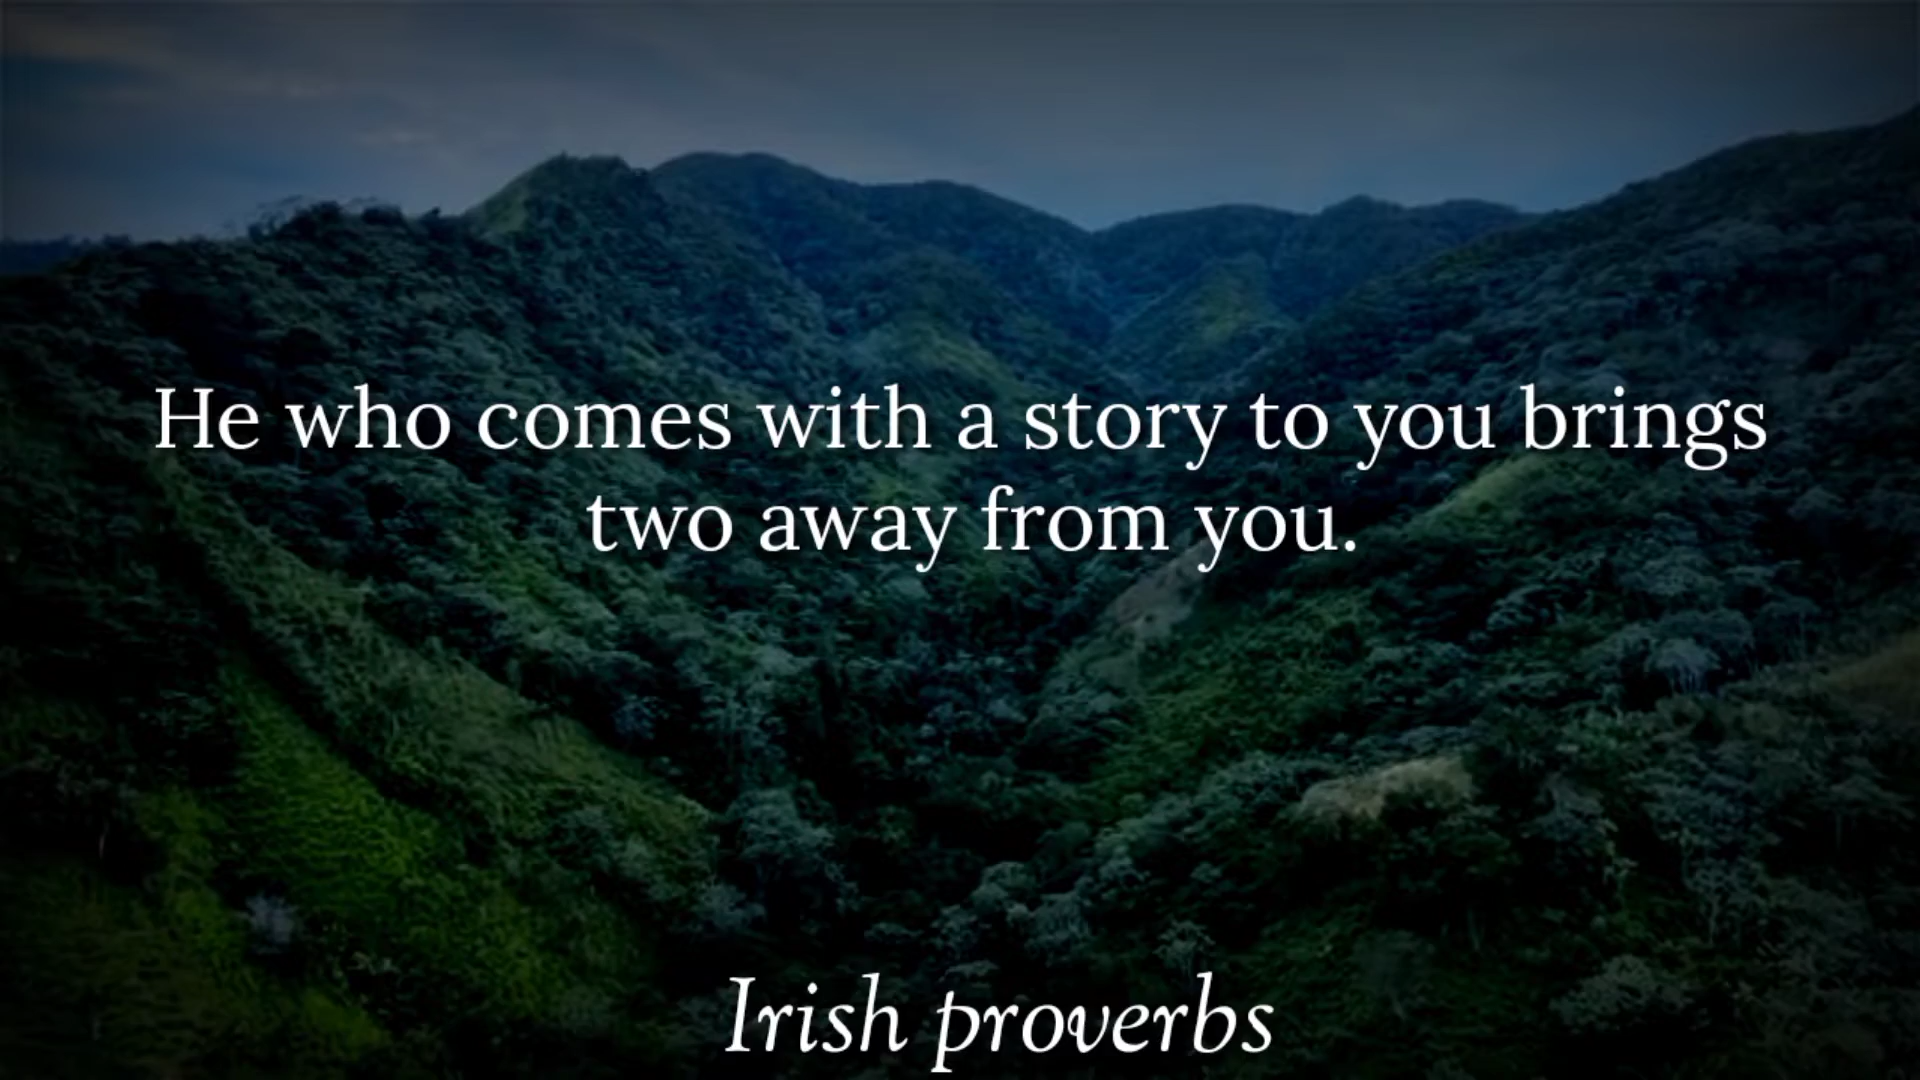 He who comes with a story to you brings
two away from you.
Irish proverbs